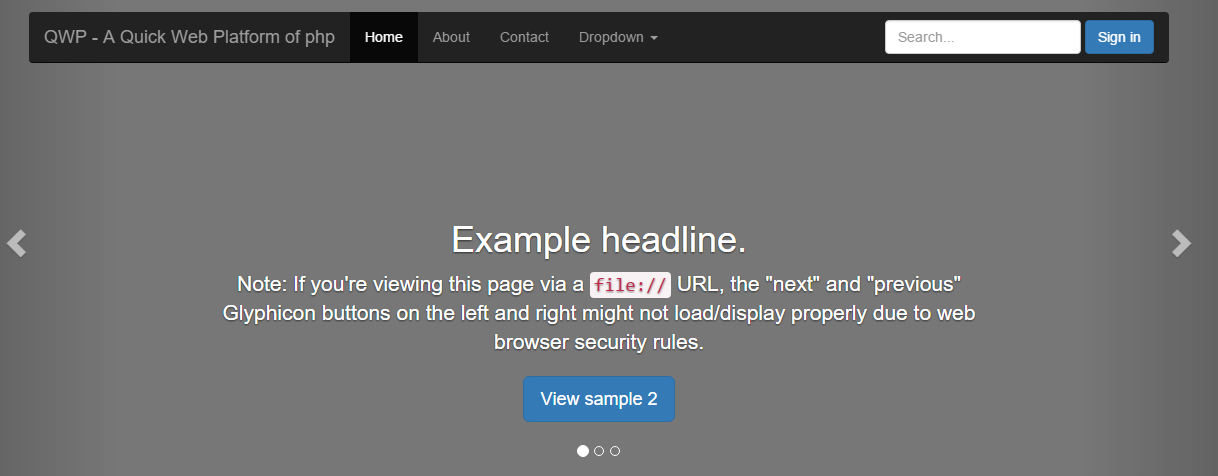 QWP - A Quick Web Platform of php Home About Contact Dropdown Search... Sign in
Example headline.
Note: If you're viewing this page via a file:// URL, the "next" and "previous"
Glyphicon buttons on the left and right might not load/display properly due to web
browser security rules.
View sample 2